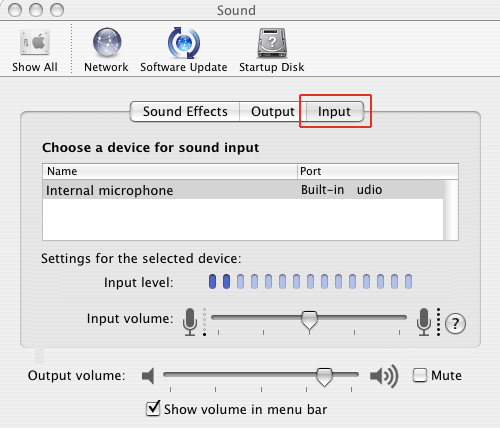 Sound
Show All Network Software Update Startup Disk
Sound Effects Output Input
Choose a device for sound input
Name Port
Internal microphone Built-in udio
Settings for the selected device:
Input level:
Input volume:
?
Output volume: Mute
Show volume in menu bar